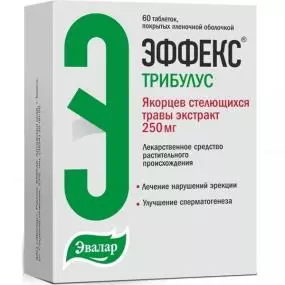 60 таблеток,
покрытых пленочной оболочкой
Э
ЭФФЕКС®
ТРИБУЛУС
Якорцев стелющихся
травы экстракт
250 мг
Лекарственное средство
растительного
происхождения
• Лечение нарушений эрекции
• Улучшение сперматогенеза
Эвалар